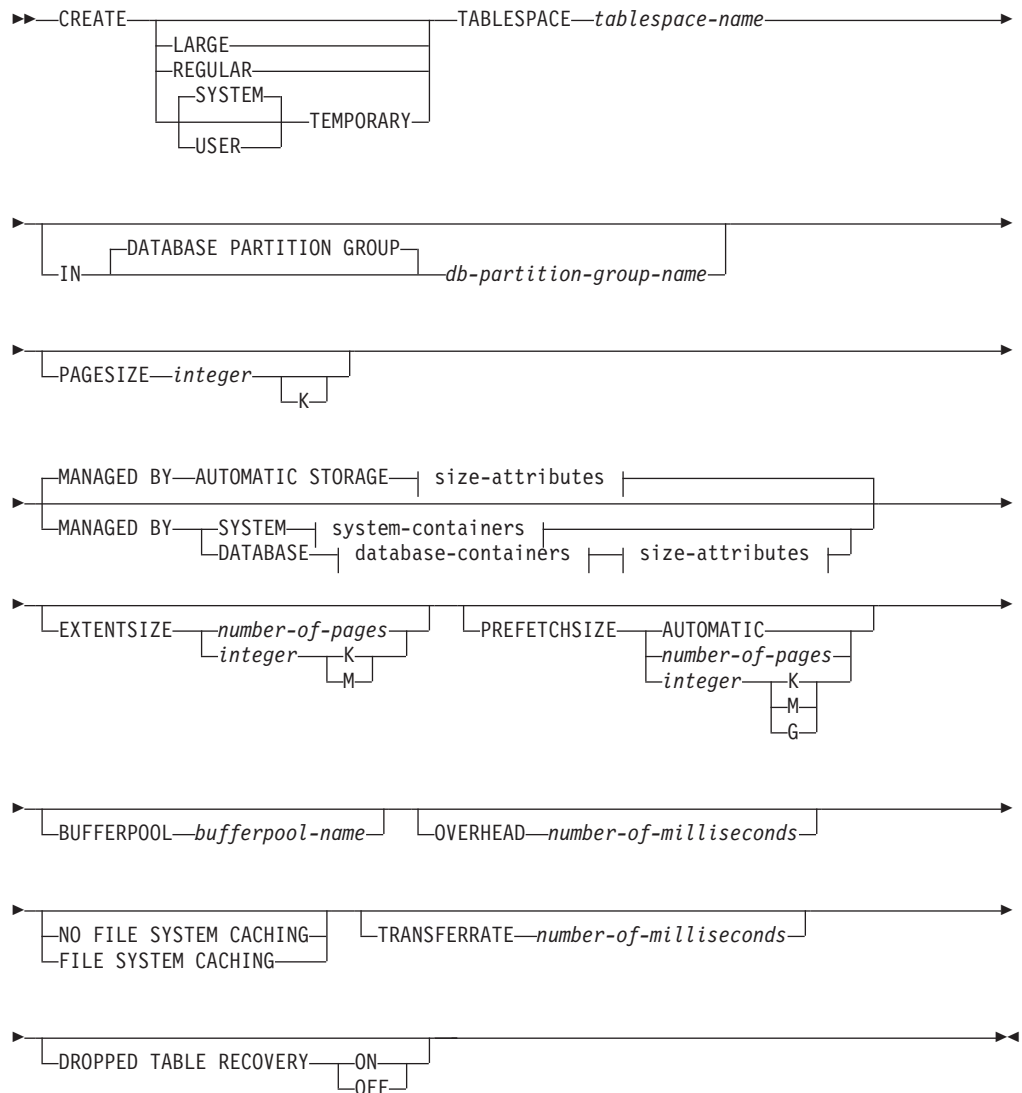 CREATE TABLESPACE tablespace-name
LARGE
REGULAR
SYSTEM
TEMPORARY
USER
DATABASE PARTITION GROUP
IN db-partition-group-name
PAGESIZE integer
K
MANAGED BY AUTOMATIC STORAGE size-attributes
MANAGED BY SYSTEM system-containers
DATABASE database-containers size-attributes
EXTENTSIZE number-of-pages PREFETCHSIZE AUTOMATIC
integer K number-of-pages
M integer K
M
G
BUFFERPOOL bufferpool-name OVERHEAD number-of-milliseconds
NO FILE SYSTEM CACHING TRANSFERRATE number-of-milliseconds
FILE SYSTEM CACHING
DROPPED TABLE RECOVERY ON
OFF